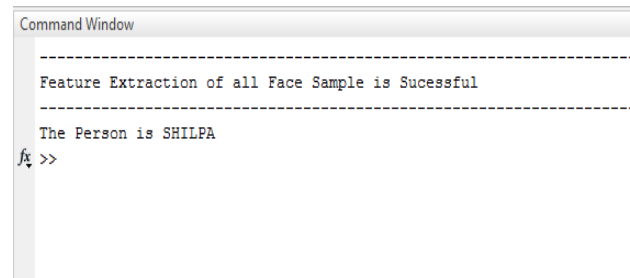 Command Window
--------------------------------------------------------------------------
Feature Extraction of all Face Sample is Sucessful
--------------------------------------------------------------------------
The Person is SHILPA
fx >>